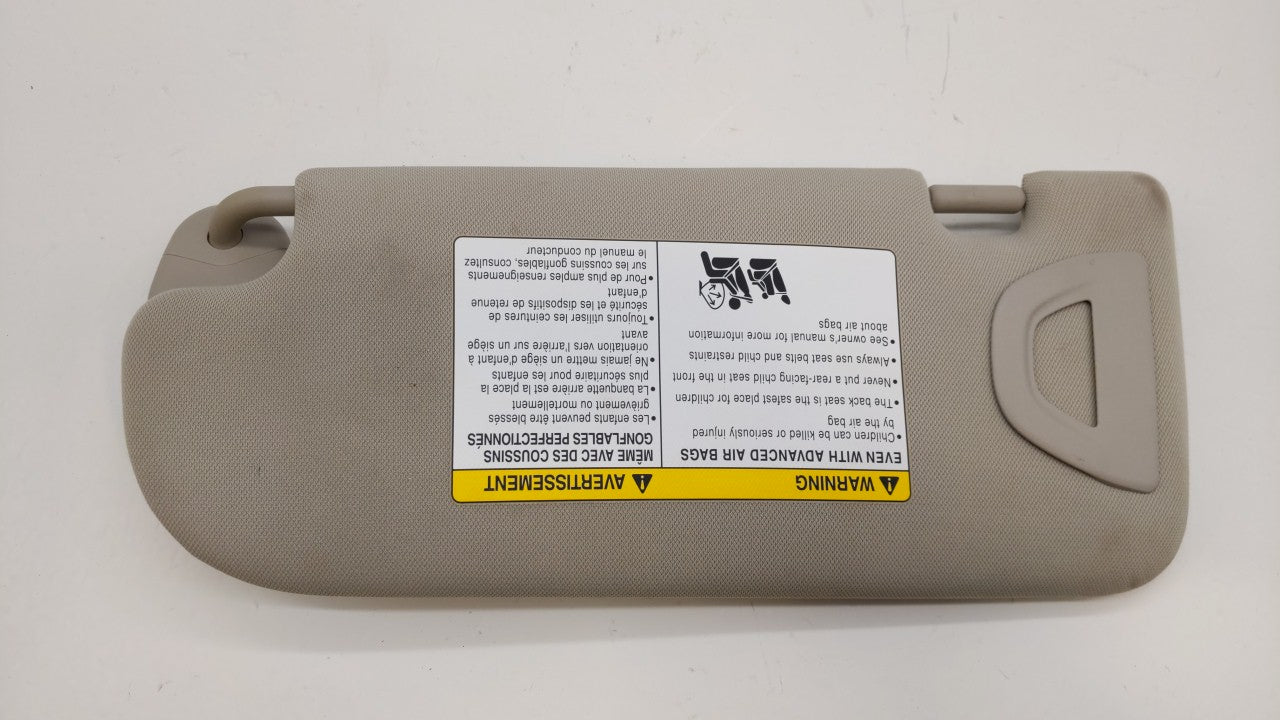 WARNING
EVEN WITH ADVANCED AIR BAGS
•Children can be killed or seriously injured
by the air bag
•The back seat is the safest place for children
•Never put a rear-facing child seat in the front
•Always use seat belts and child restraints
•See owner's manual for more information
about air bags
AVERTISSEMENT
MÊME AVEC DES COUSSINS
GONFLABLES PERFECTIONNÉS
•Les enfants peuvent être blessés
grièvement ou mortellement
•La banquette arrière est la place la
plus sécuritaire pour les enfants
•Ne jamais mettre un siège d'enfant à
orientation vers l'arrière sur un siège
avant
•Toujours utiliser les ceintures de
sécurité et les dispositifs de retenue
d'enfant
•Pour de plus amples renseignements
sur les coussins gonflables, consultez
le manuel du conducteur